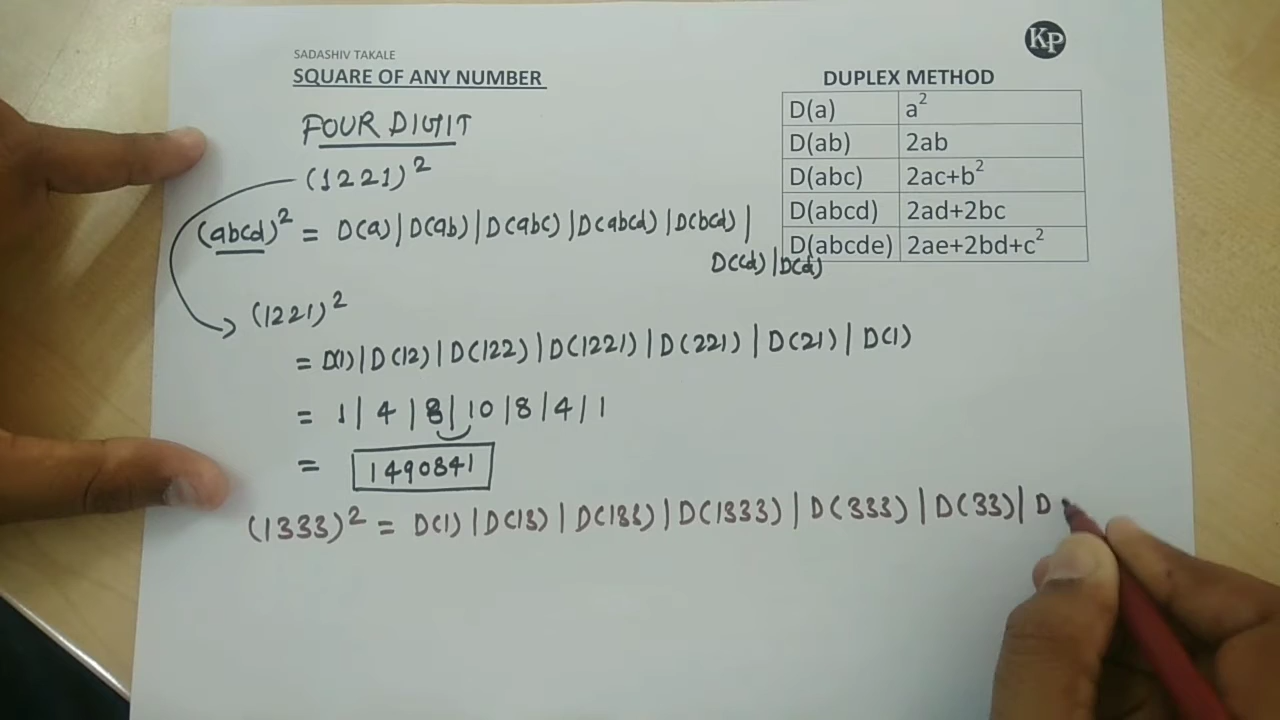 KP
SADASHIV TAKALE
SQUARE OF ANY NUMBER
DUPLEX METHOD
D(a) a²
D(ab) 2ab
D(abc) 2ac+b²
D(abcd) 2ad+2bc
D(abcde) 2ae+2bd+c²
FOUR DIGIT
(1221)²
(abcd)² = D(a) | D(ab) | D(abc) | D(abcd) | D(bcd) |
D(cd) | D(d)
(1221)²
= D(1) | D(12) | D(122) | D(1221) | D(221) | D(21) | D(1)
= 1 | 4 | 8 | 10 | 8 | 4 | 1
= 1490841
(1333)² = D(1) | D(13) | D(133) | D(1333) | D(333) | D(33) | D